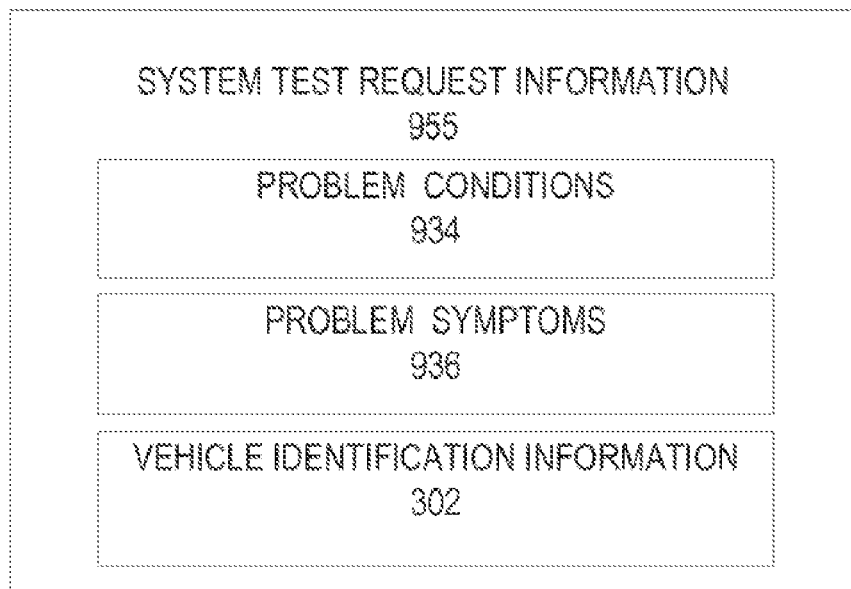 SYSTEM TEST REQUEST INFORMATION
955
PROBLEM CONDITIONS
934
PROBLEM SYMPTOMS
936
VEHICLE IDENTIFICATION INFORMATION
302